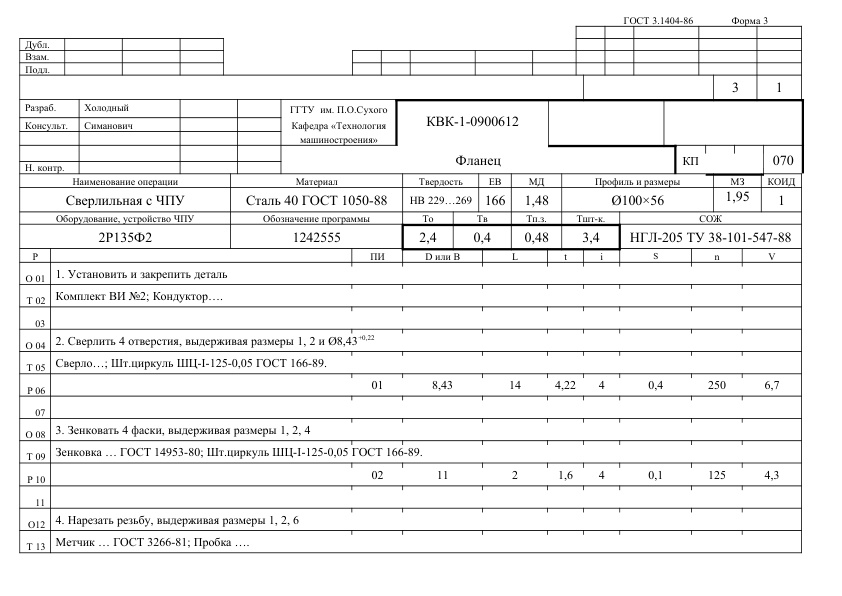 ГОСТ 3.1404-86 Форма 3
Дубл.
Взам.
Подл.
3 1
Разраб. Холодный ГГТУ им. П.О.Сухого
Консульт. Симанович Кафедра «Технология машиностроения» КВК-1-0900612
Н. контр. Фланец КП 070
Наименование операции Материал Твердость ЕВ МД Профиль и размеры МЗ КОИД
Сверлильная с ЧПУ Сталь 40 ГОСТ 1050-88 НВ 229…269 166 1,48 Ø100×56 1,95 1
Оборудование, устройство ЧПУ Обозначение программы То Тв Тп.з. Тшт-к. СОЖ
2Р135Ф2 1242555 2,4 0,4 0,48 3,4 НГЛ-205 ТУ 38-101-547-88
Р ПИ D или В L t i S n V
О 01 1. Установить и закрепить деталь
Т 02 Комплект ВИ №2; Кондуктор….
03
О 04 2. Сверлить 4 отверстия, выдерживая размеры 1, 2 и Ø8,43+0,22
Т 05 Сверло…; Шт.циркуль ШЦ-I-125-0,05 ГОСТ 166-89.
Р 06 01 8,43 14 4,22 4 0,4 250 6,7
07
О 08 3. Зенковать 4 фаски, выдерживая размеры 1, 2, 4
Т 09 Зенковка … ГОСТ 14953-80; Шт.циркуль ШЦ-I-125-0,05 ГОСТ 166-89.
Р 10 02 11 2 1,6 4 0,1 125 4,3
11
О12 4. Нарезать резьбу, выдерживая размеры 1, 2, 6
Т 13 Метчик … ГОСТ 3266-81; Пробка ….